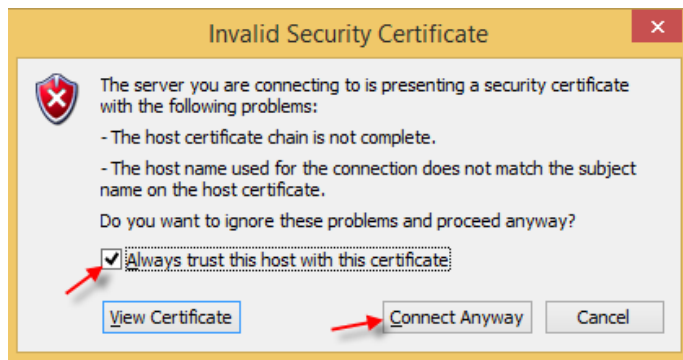 Invalid Security Certificate
The server you are connecting to is presenting a security certificate
with the following problems:
- The host certificate chain is not complete.
- The host name used for the connection does not match the subject
name on the host certificate.
Do you want to ignore these problems and proceed anyway?
Always trust this host with this certificate
View Certificate Connect Anyway Cancel